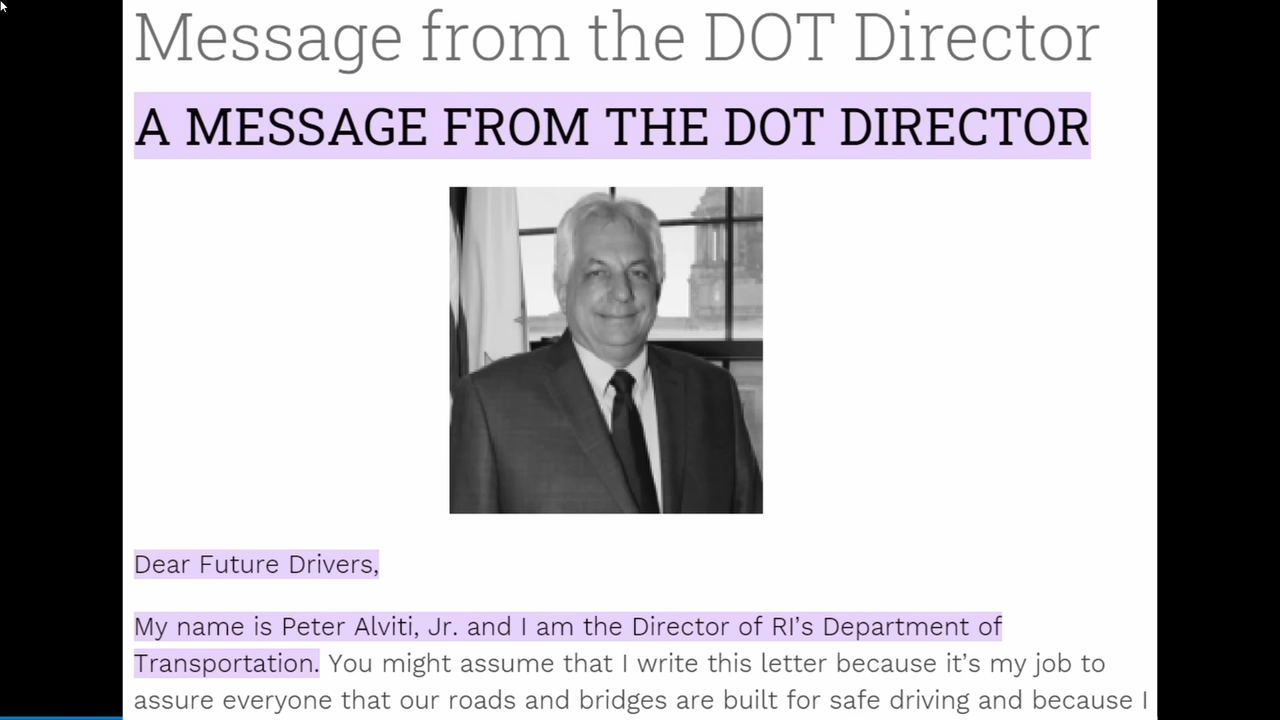 Message from the DOT Director
A MESSAGE FROM THE DOT DIRECTOR
Dear Future Drivers,
My name is Peter Alviti, Jr. and I am the Director of RI’s Department of
Transportation. You might assume that I write this letter because it’s my job to
assure everyone that our roads and bridges are built for safe driving and because I